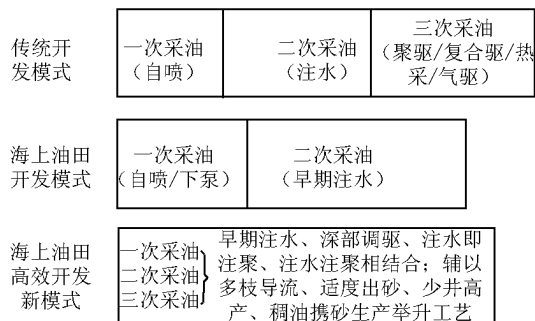 传统开
发模式
一次采油
（自喷）
二次采油
（注水）
三次采油
（聚驱/复合驱/热
采/气驱）
海上油田
开发模式
一次采油
（自喷/下泵）
二次采油
（早期注水）
海上油田
高效开发
新模式
一次采油
二次采油
三次采油
早期注水、深部调驱、注水即
注聚、注水注聚相结合；辅以
多枝导流、适度出砂、少井高
产、稠油携砂生产举升工艺